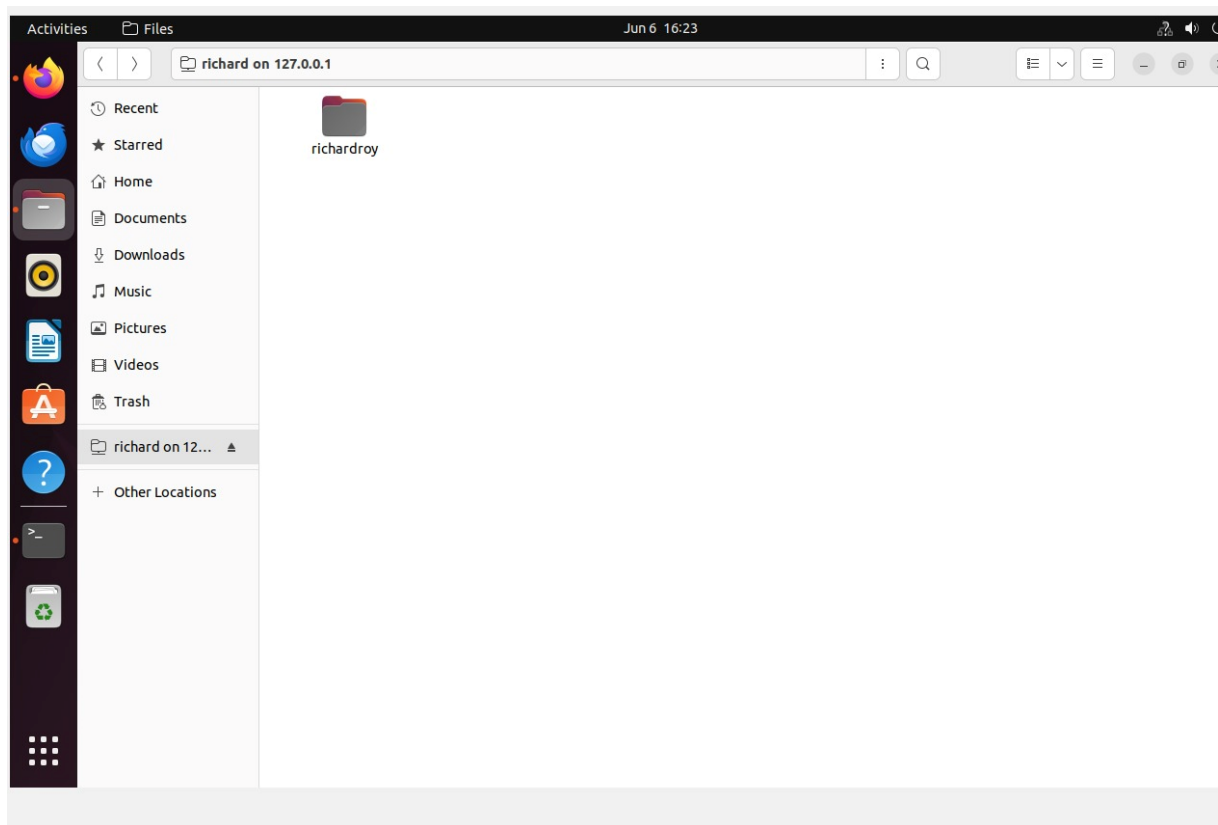 Activities Files Jun 6 16:23
richard on 127.0.0.1
Recent
Starred
Home
Documents
Downloads
Music
Pictures
Videos
Trash
richard on 12...
+ Other Locations
richardroy